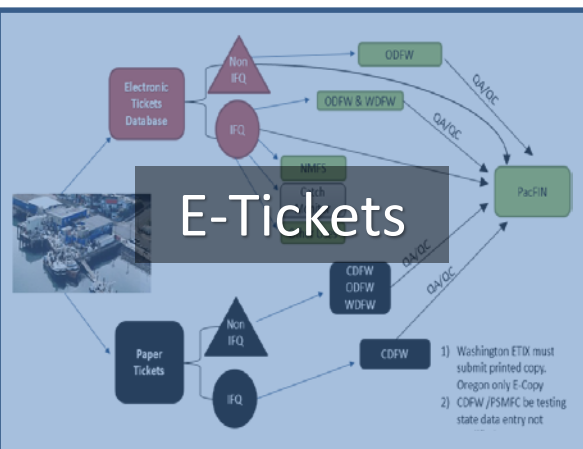 Non
IFQ
ODFW
QA/QC
Electronic
Tickets
Database
ODFW & WDFW
QA/QC
IFQ
NMFS
Catch
PacFIN
E-Tickets
QA/QC
CDFW
ODFW
WDFW
QA/QC
Non
IFQ
Paper
Tickets
CDFW
IFQ
1) Washington ETIX must
submit printed copy.
Oregon only E-Copy
2) CDFW /PSMFC be testing
state data entry not